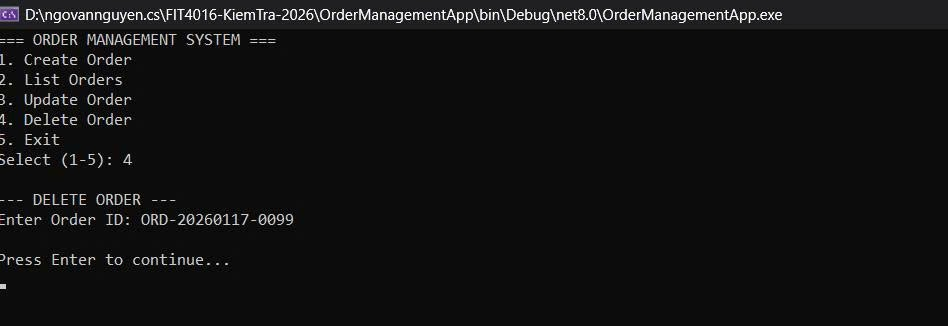 D:\ngovannguyen.cs\FIT4016-KiemTra-2026\OrderManagementApp\bin\Debug\net8.0\OrderManagementApp.exe
=== ORDER MANAGEMENT SYSTEM ===
1. Create Order
2. List Orders
3. Update Order
4. Delete Order
5. Exit
Select (1-5): 4
--- DELETE ORDER ---
Enter Order ID: ORD-20260117-0099
Press Enter to continue...